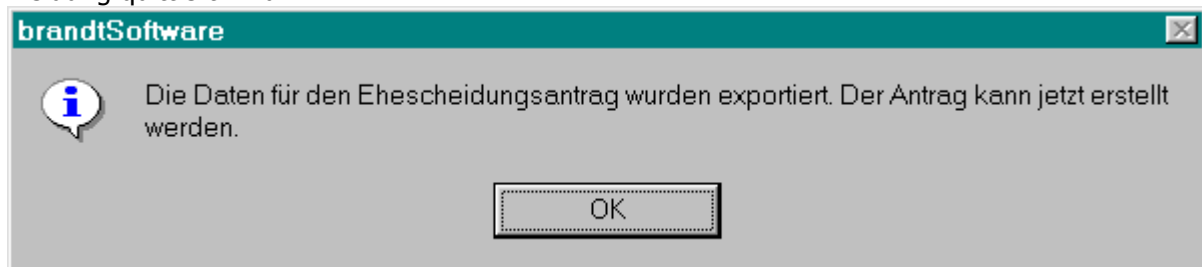 brandtSoftware
Die Daten für den Ehescheidungsantrag wurden exportiert. Der Antrag kann jetzt erstellt
werden.
OK